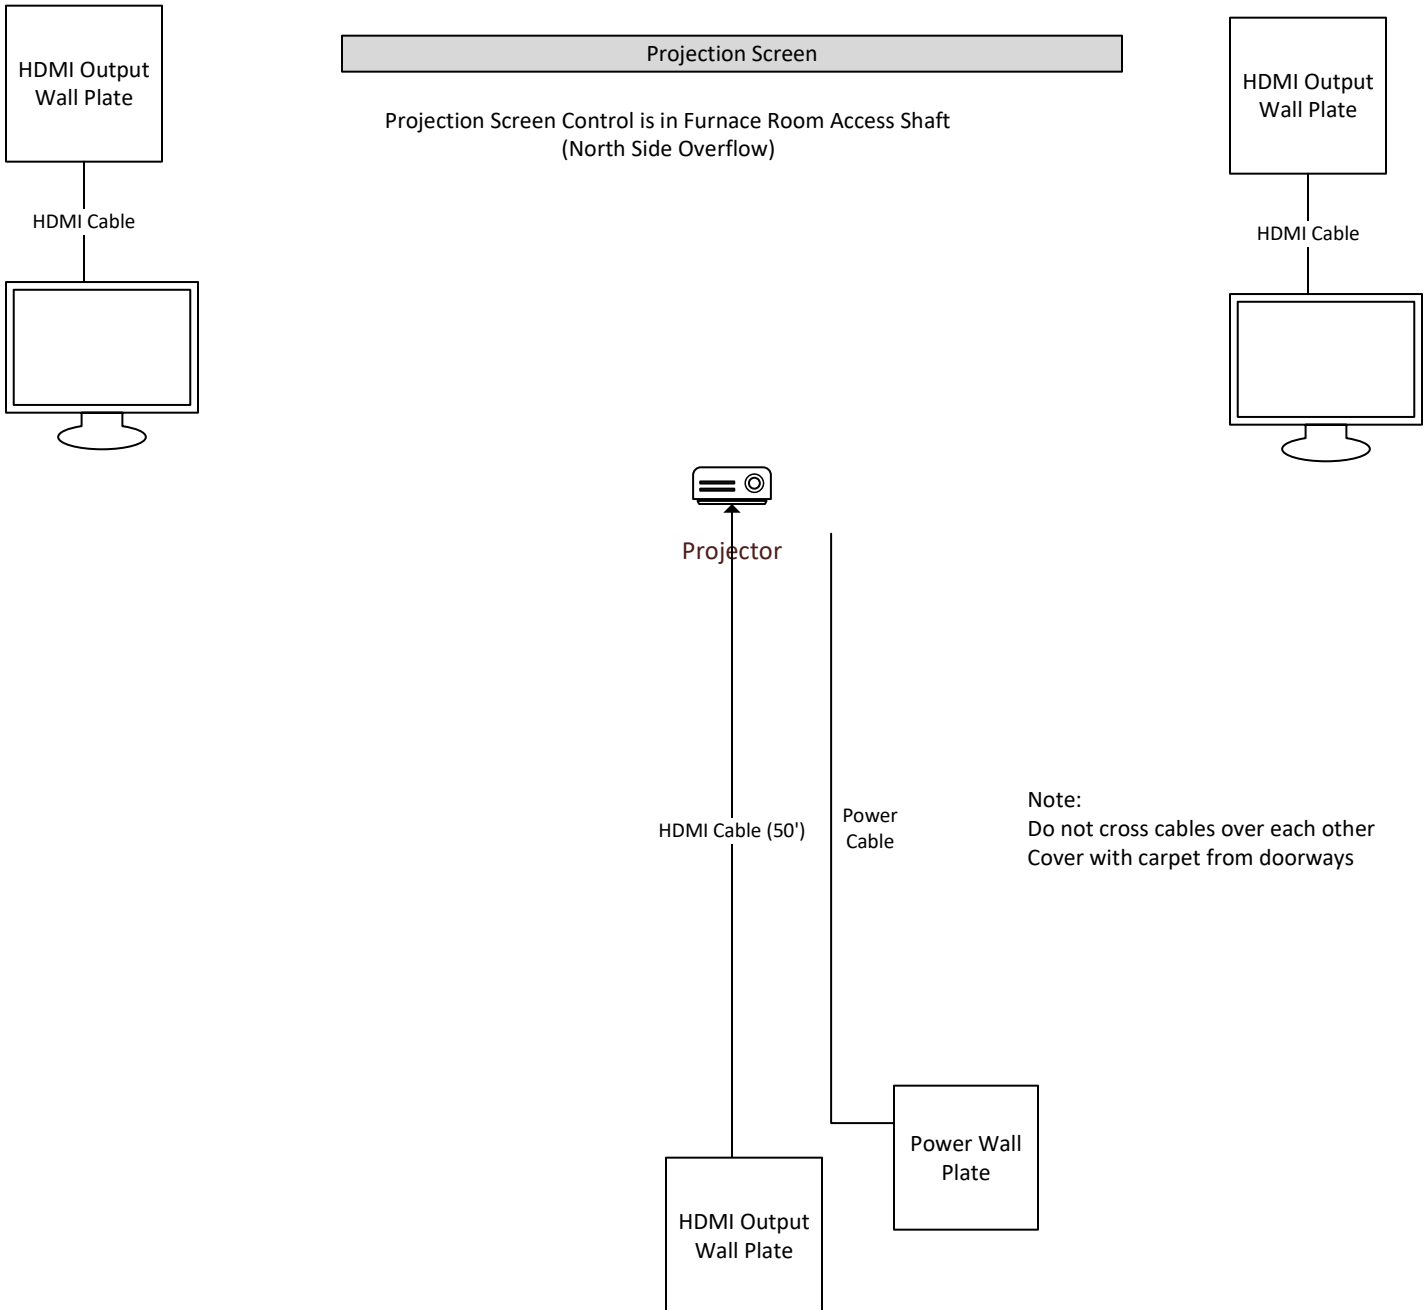 HDMI Output
Wall Plate
Projection Screen
HDMI Output
Wall Plate
Projection Screen Control is in Furnace Room Access Shaft
(North Side Overflow)
HDMI Cable
HDMI Cable
Projector
HDMI Cable (50')
Power
Cable
Note:
Do not cross cables over each other
Cover with carpet from doorways
Power Wall
Plate
HDMI Output
Wall Plate